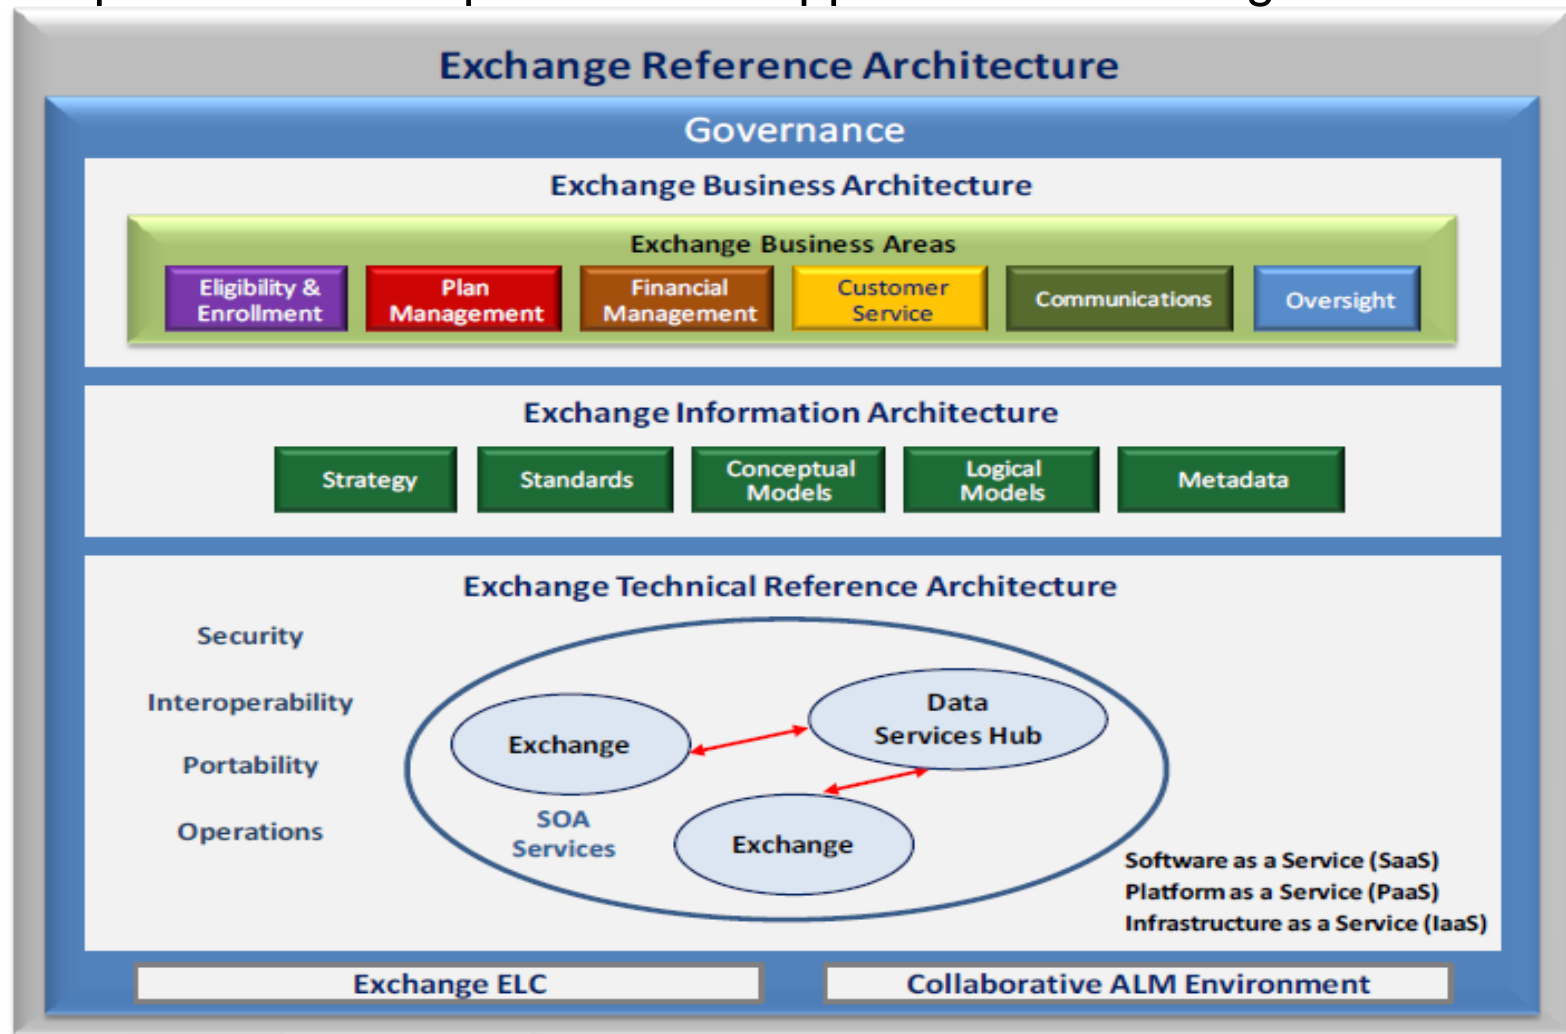 Exchange Reference Architecture
Governance
Exchange Business Architecture
Exchange Business Areas
Eligibility &
Enrollment
Plan
Management
Financial
Management
Customer
Service
Communications
Oversight
Exchange Information Architecture
Strategy
Standards
Conceptual
Models
Logical
Models
Metadata
Exchange Technical Reference Architecture
Security
Interoperability
Portability
Operations
Exchange
Data
Services Hub
SOA
Services
Exchange
Software as a Service (SaaS)
Platform as a Service (PaaS)
Infrastructure as a Service (IaaS)
Exchange ELC
Collaborative ALM Environment